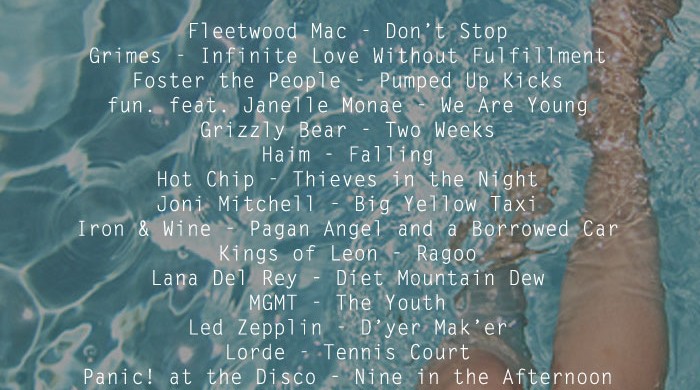 Fleetwood Mac - Don't Stop
Grimes - Infinite Love Without Fulfillment
Foster the People - Pumped Up Kicks
fun. feat. Janelle Monae - We Are Young
Grizzly Bear - Two Weeks
Haim - Falling
Hot Chip - Thieves in the Night
Joni Mitchell - Big Yellow Taxi
Iron & Wine - Pagan Angel and a Borrowed Car
Kings of Leon - Ragoo
Lana Del Rey - Diet Mountain Dew
MGMT - The Youth
Led Zepplin - D'yer Mak'er
Lorde - Tennis Court
Panic! at the Disco - Nine in the Afternoon